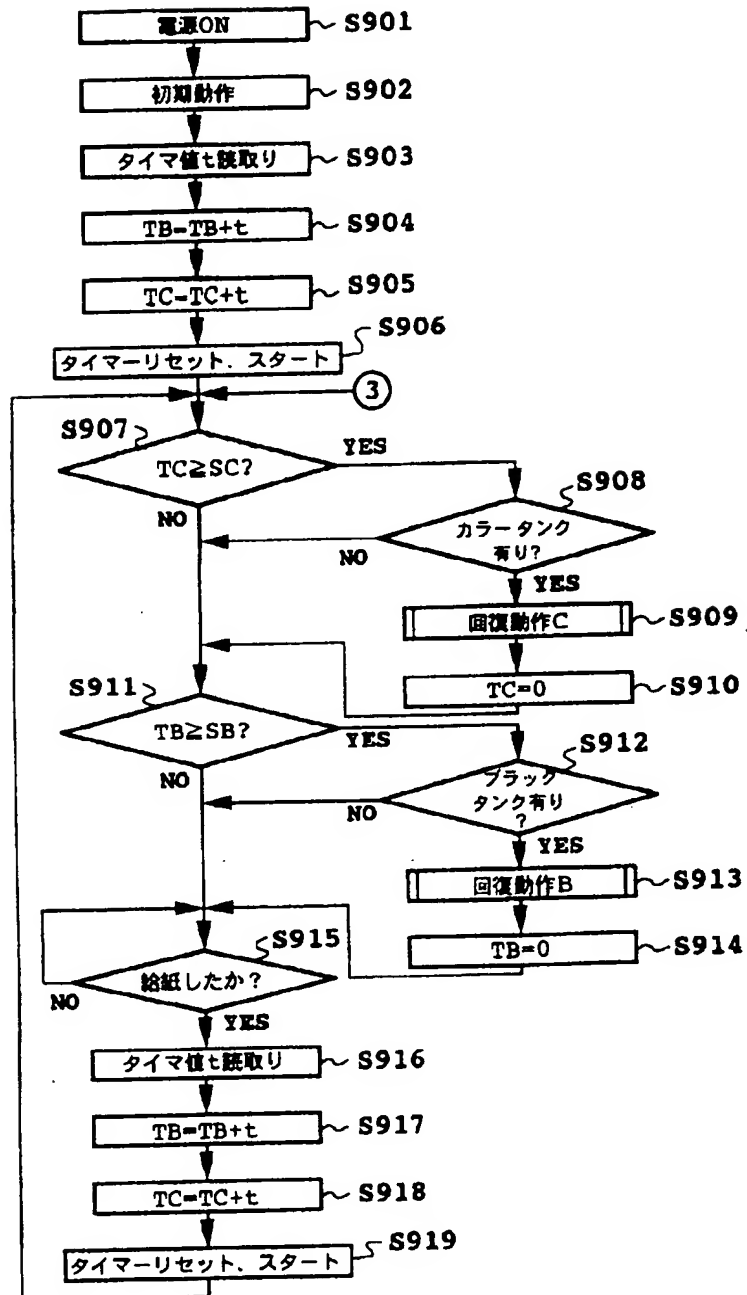 電源ON
S901
初期動作
S902
タイマ値t読取り
S903
TB=TB+t
S904
TC=TC+t
S905
タイマーリセット、スタート
S906
③
S907
TC≧SC?
YES
NO
S908
カラータンク
有り?
NO
YES
回復動作C
S909
TC=0
S910
S911
TB≧SB?
YES
NO
S912
ブラック
タンク有り
?
NO
YES
回復動作B
S913
TB=0
S914
S915
給紙したか?
NO
YES
タイマ値t読取り
S916
TB=TB+t
S917
TC=TC+t
S918
タイマーリセット、スタート
S919